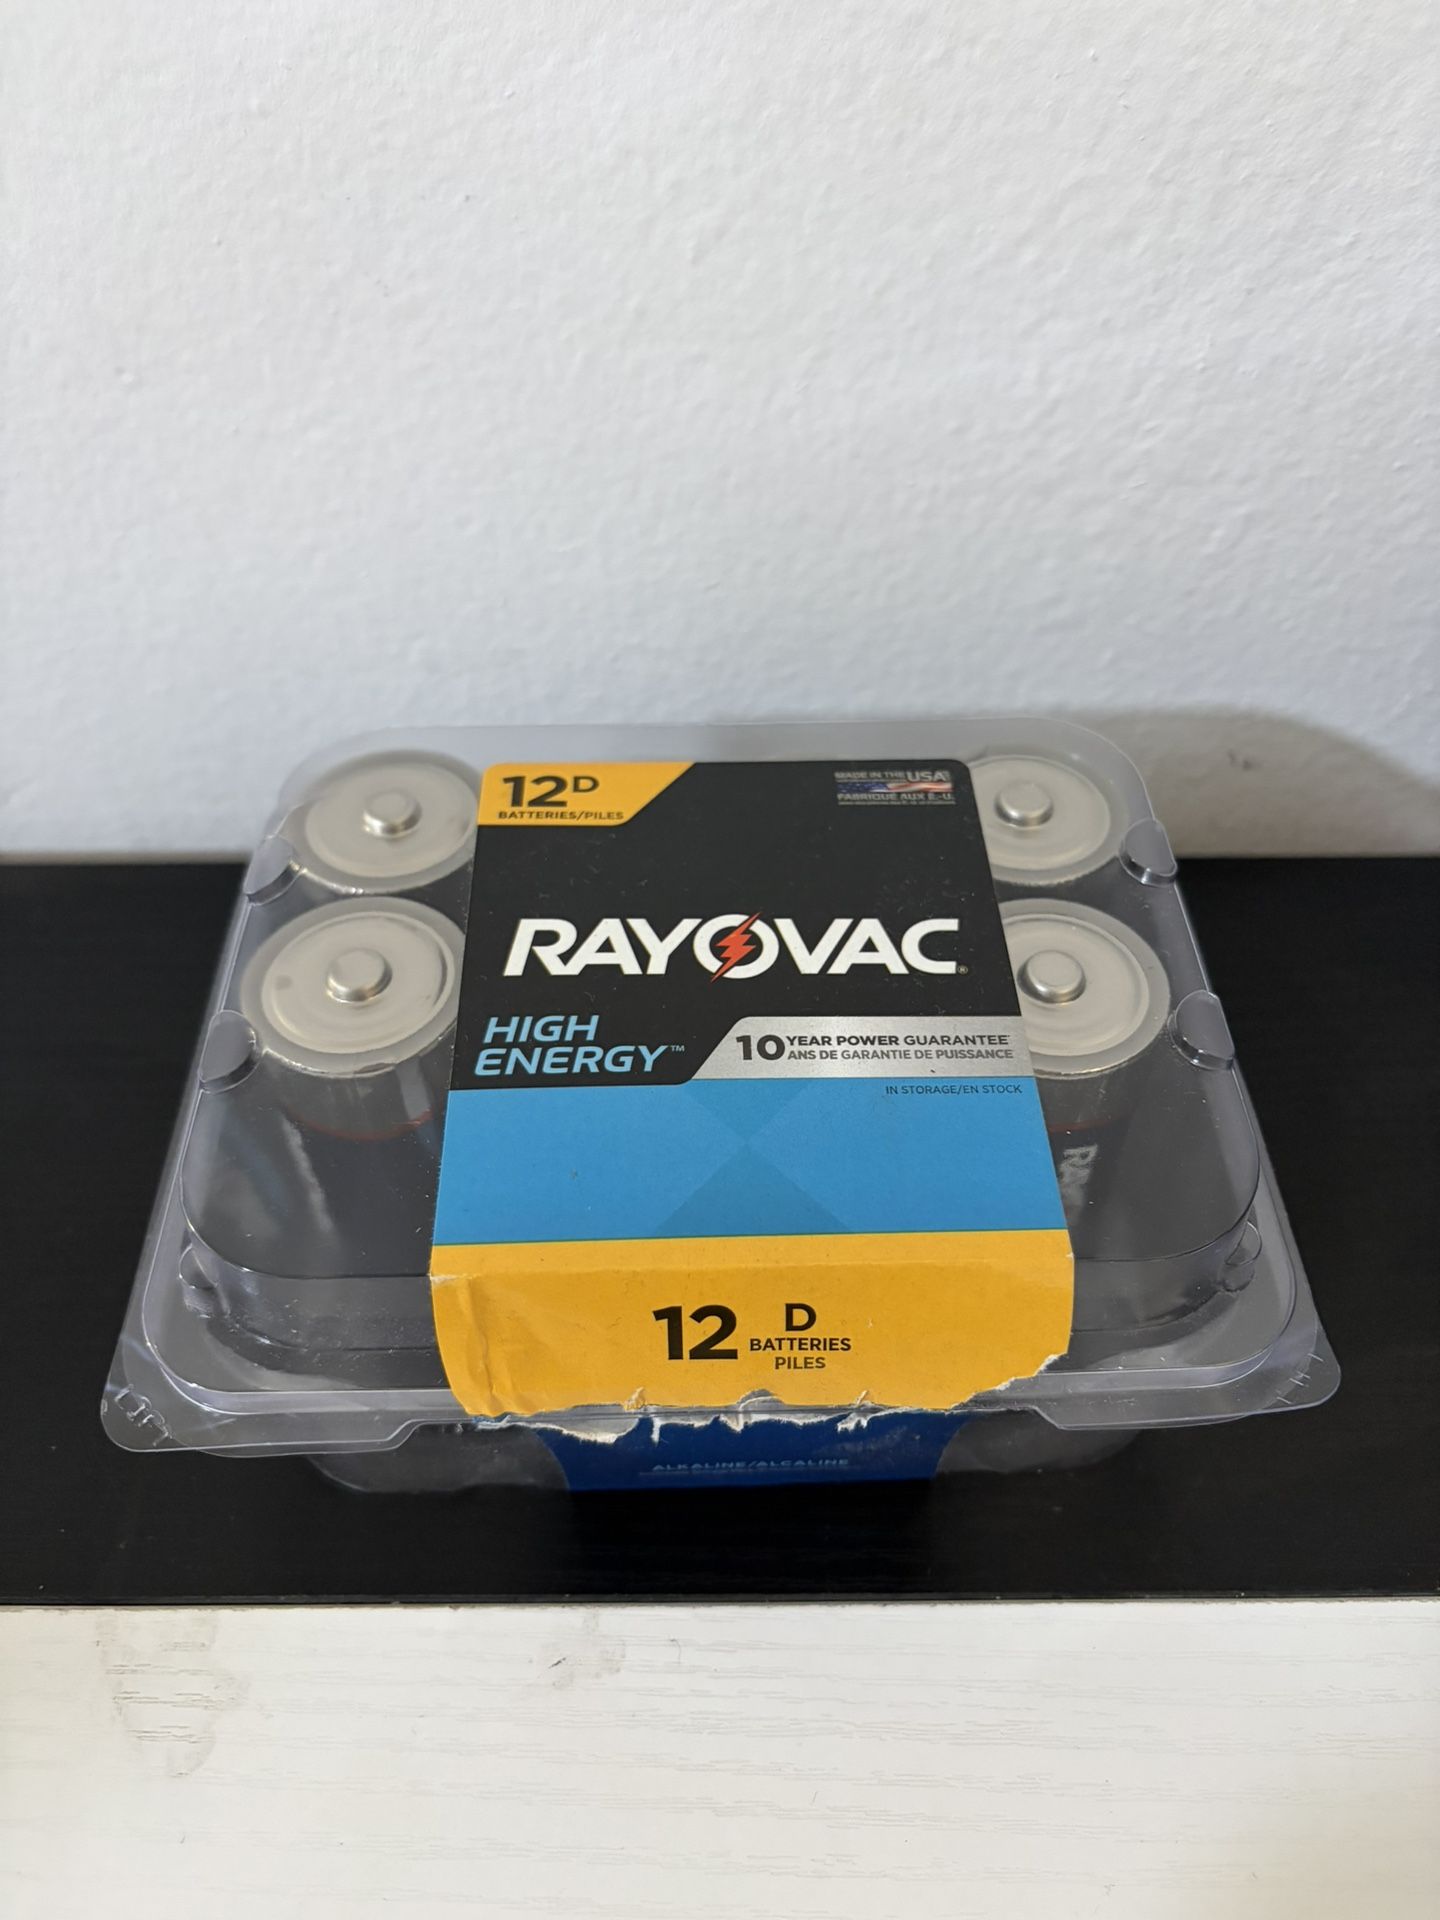 12D
BATTERIES/PILES
MADE IN THE USA
FABRIQUÉ AUX É.-U.
RAYOVAC®
HIGH
ENERGY™
10 YEAR POWER GUARANTEE
ANS DE GARANTIE DE PUISSANCE
IN STORAGE/EN STOCK
12 D
BATTERIES
PILES
ALKALINE/ALCALINE
LIFT